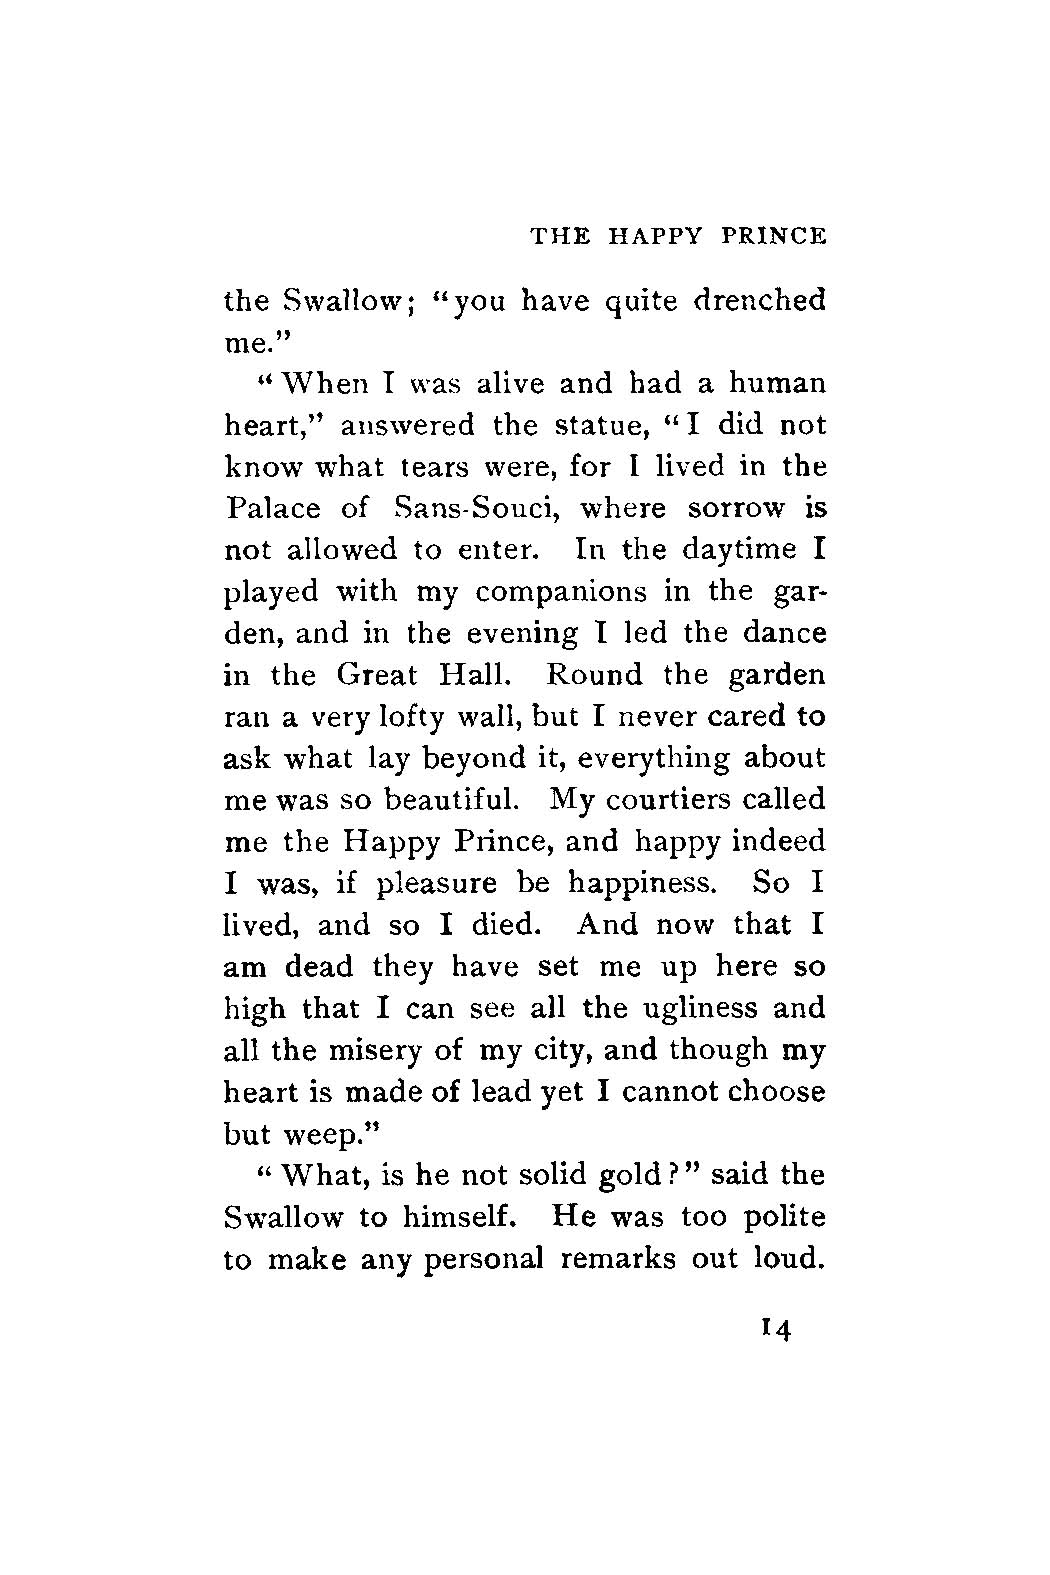 THE HAPPY PRINCE
the Swallow; “you have quite drenched
me.”
“When I was alive and had a human
heart,” answered the statue, “I did not
know what tears were, for I lived in the
Palace of Sans-Souci, where sorrow is
not allowed to enter. In the daytime I
played with my companions in the gar-
den, and in the evening I led the dance
in the Great Hall. Round the garden
ran a very lofty wall, but I never cared to
ask what lay beyond it, everything about
me was so beautiful. My courtiers called
me the Happy Prince, and happy indeed
I was, if pleasure be happiness. So I
lived, and so I died. And now that I
am dead they have set me up here so
high that I can see all the ugliness and
all the misery of my city, and though my
heart is made of lead yet I cannot choose
but weep.”
“What, is he not solid gold?” said the
Swallow to himself. He was too polite
to make any personal remarks out loud.
14